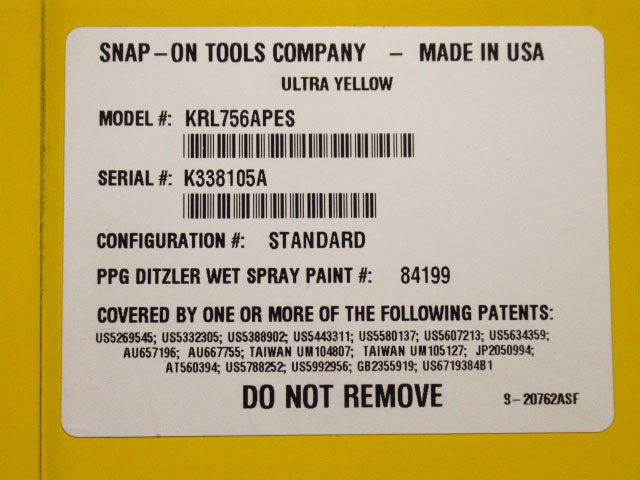 SNAP-ON TOOLS COMPANY - MADE IN USA
ULTRA YELLOW
MODEL #: KRL756APES
SERIAL #: K338105A
CONFIGURATION #: STANDARD
PPG DITZLER WET SPRAY PAINT #: 84199
COVERED BY ONE OR MORE OF THE FOLLOWING PATENTS:
US5269545; US5332305; US5388902; US5443311; US5580137; US5607213; US5634359;
AU657196; AU667755; TAIWAN UM104807; TAIWAN UM105127; JP2050994;
AT560394; US5788252; US5992956; GB2355919; US6719384B1
DO NOT REMOVE
S-20762ASF